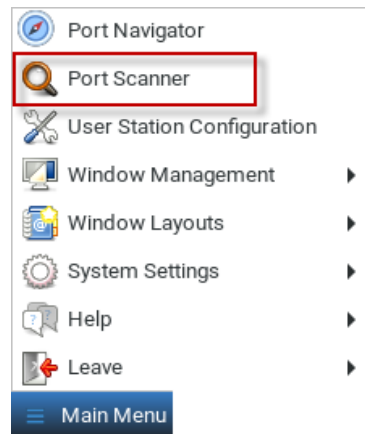 Port Navigator
Port Scanner
User Station Configuration
Window Management
Window Layouts
System Settings
Help
Leave
Main Menu